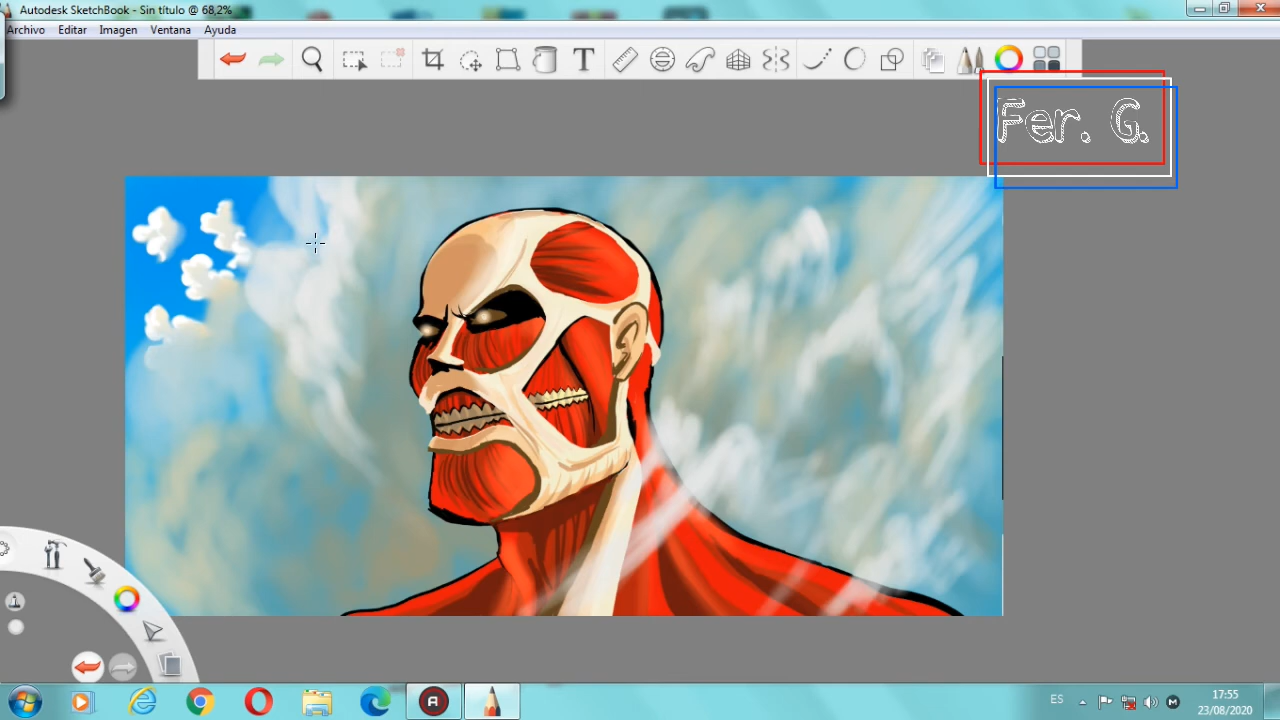 Autodesk SketchBook - Sin título @ 68,2%
Archivo Editar Imagen Ventana Ayuda
T
Fer. G.
A
ES
M
17:55
23/08/2020